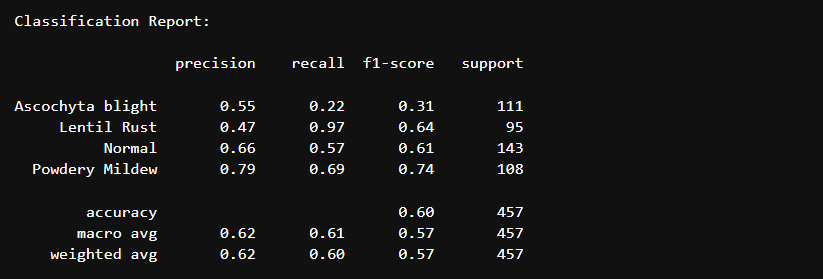 Classification Report:
precision recall f1-score support
Ascochyta blight 0.55 0.22 0.31 111
Lentil Rust 0.47 0.97 0.64 95
Normal 0.66 0.57 0.61 143
Powdery Mildew 0.79 0.69 0.74 108
accuracy 0.60 457
macro avg 0.62 0.61 0.57 457
weighted avg 0.62 0.60 0.57 457